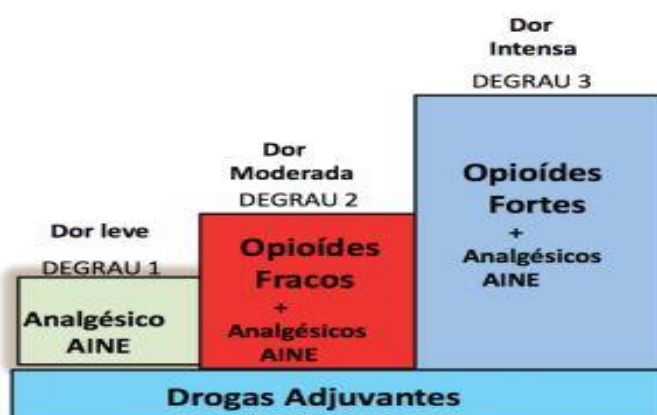 Dor leve
DEGRAU 1
Analgésico
AINE
Dor
Moderada
DEGRAU 2
Opioídes
Fracos
+
Analgésicos
AINE
Dor
Intensa
DEGRAU 3
Opioídes
Fortes
+
Analgésicos
AINE
Drogas Adjuvantes